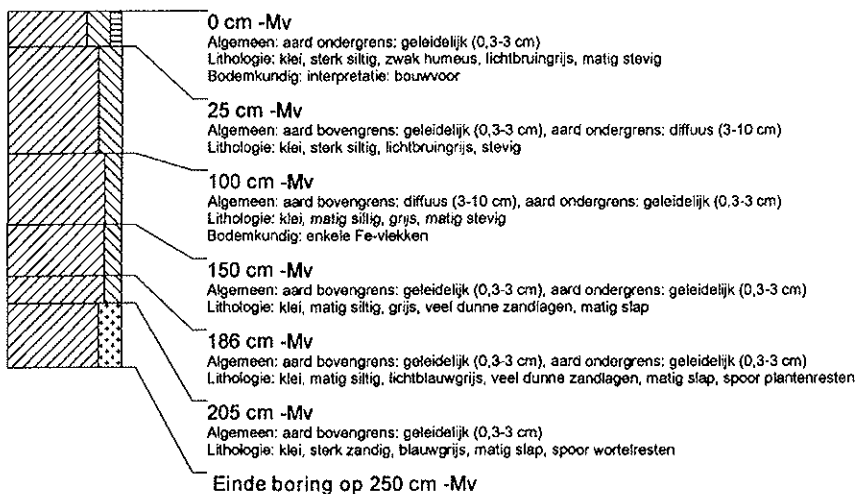 0 cm -Mv
Algemeen: aard ondergrens: geleidelijk (0,3-3 cm)
Lithologie: klei, sterk siltig, zwak humeus, lichtbruingrijs, matig stevig
Bodemkundig: interpretatie: bouwvoor
25 cm -Mv
Algemeen: aard bovengrens: geleidelijk (0,3-3 cm), aard ondergrens: diffuus (3-10 cm)
Lithologie: klei, sterk siltig, lichtbruingrijs, stevig
100 cm -Mv
Algemeen: aard bovengrens: diffuus (3-10 cm), aard ondergrens: geleidelijk (0,3-3 cm)
Lithologie: klei, matig siltig, grijs, matig stevig
Bodemkundig: enkele Fe-vlekken
150 cm -Mv
Algemeen: aard bovengrens: geleidelijk (0,3-3 cm), aard ondergrens: geleidelijk (0,3-3 cm)
Lithologie: klei, matig siltig, grijs, veel dunne zandlagen, matig slap
186 cm -Mv
Algemeen: aard bovengrens: geleidelijk (0,3-3 cm), aard ondergrens: geleidelijk (0,3-3 cm)
Lithologie: klei, matig siltig, lichtblauwgrijs, veel dunne zandlagen, matig slap, spoor plantenresten
205 cm -Mv
Algemeen: aard bovengrens: geleidelijk (0,3-3 cm)
Lithologie: klei, sterk zandig, blauwgrijs, matig slap, spoor wortelresten
Einde boring op 250 cm -Mv